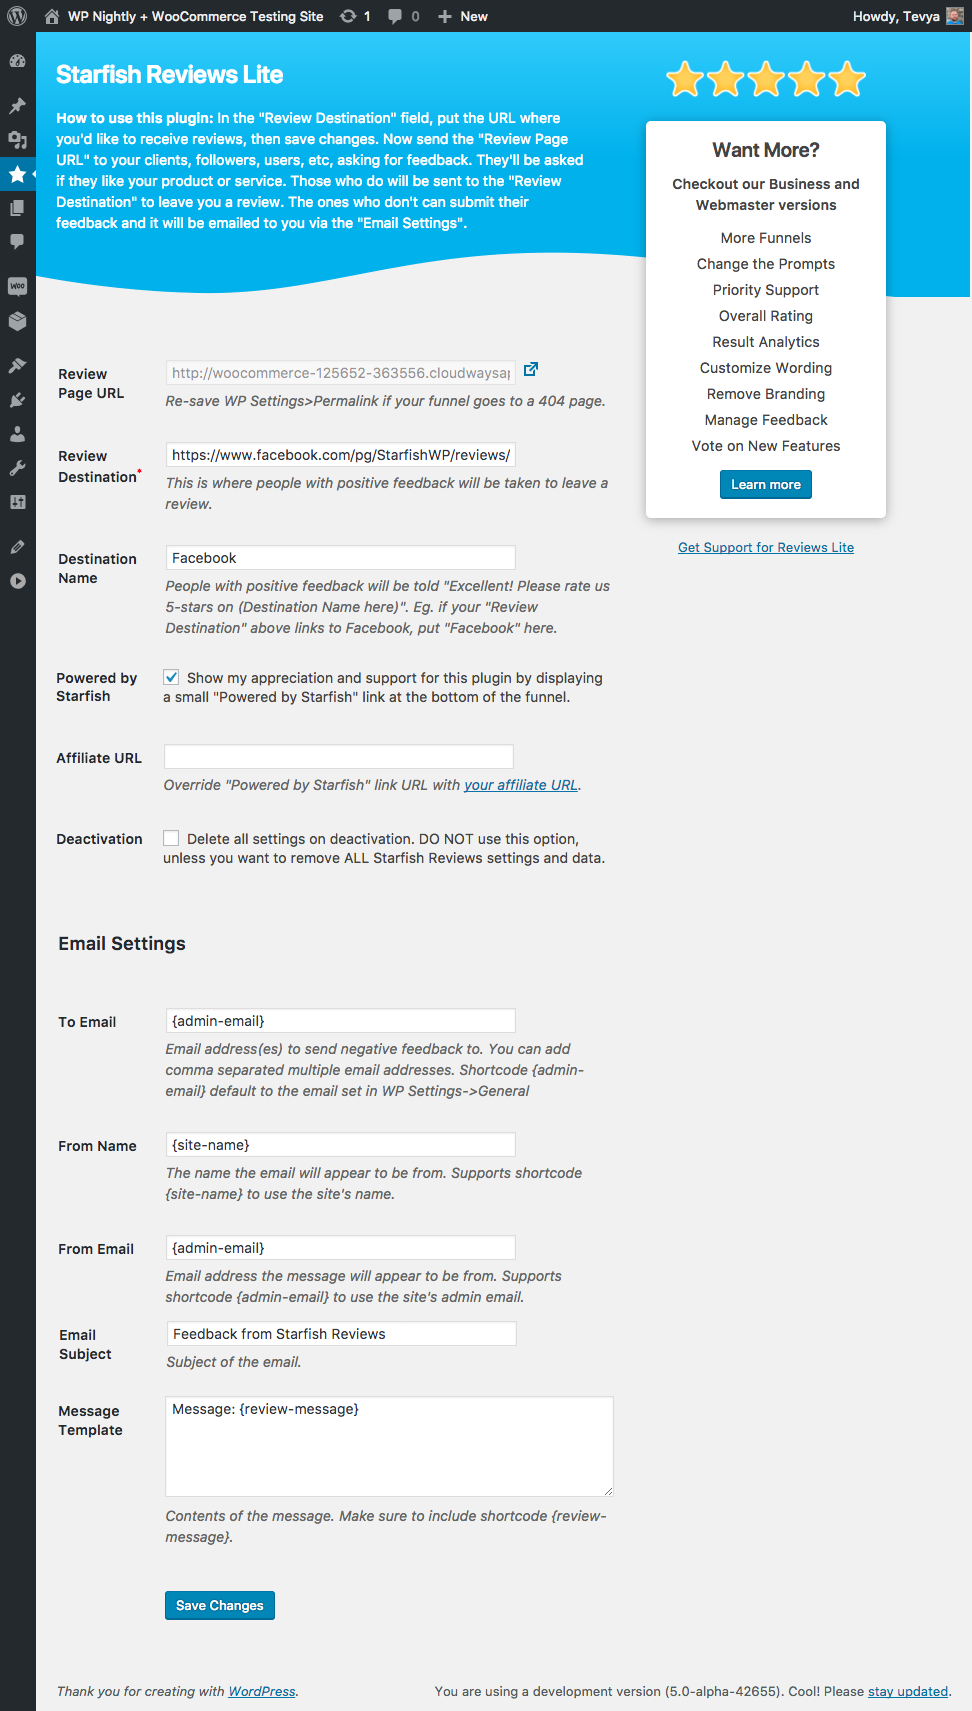 WP Nightly + WooCommerce Testing Site 1 0 New Howdy, Tevya
Starfish Reviews Lite
How to use this plugin: In the "Review Destination" field, put the URL where
you'd like to receive reviews, then save changes. Now send the "Review Page
URL" to your clients, followers, users, etc, asking for feedback. They'll be asked
if they like your product or service. Those who do will be sent to the "Review
Destination" to leave you a review. The ones who don't can submit their
feedback and it will be emailed to you via the "Email Settings".
Want More?
Checkout our Business and
Webmaster versions
More Funnels
Change the Prompts
Priority Support
Overall Rating
Result Analytics
Customize Wording
Remove Branding
Manage Feedback
Vote on New Features
Learn more
Get Support for Reviews Lite
Woo
Review
Page URL
http://woocommerce-125652-363556.cloudwaysap
Re-save WP Settings>Permalink if your funnel goes to a 404 page.
Review
Destination*
https://www.facebook.com/pg/StarfishWP/reviews/
This is where people with positive feedback will be taken to leave a
review.
Destination
Name
Facebook
People with positive feedback will be told "Excellent! Please rate us
5-stars on (Destination Name here)". Eg. if your "Review
Destination" above links to Facebook, put "Facebook" here.
Powered by
Starfish
Show my appreciation and support for this plugin by displaying
a small "Powered by Starfish" link at the bottom of the funnel.
Affiliate URL
Override "Powered by Starfish" link URL with your affiliate URL.
Deactivation
Delete all settings on deactivation. DO NOT use this option,
unless you want to remove ALL Starfish Reviews settings and data.
Email Settings
To Email
{admin-email}
Email address(es) to send negative feedback to. You can add
comma separated multiple email addresses. Shortcode {admin-
email} default to the email set in WP Settings->General
From Name
{site-name}
The name the email will appear to be from. Supports shortcode
{site-name} to use the site's name.
From Email
{admin-email}
Email address the message will appear to be from. Supports
shortcode {admin-email} to use the site's admin email.
Email
Subject
Feedback from Starfish Reviews
Subject of the email.
Message
Template
Message: {review-message}
Contents of the message. Make sure to include shortcode {review-
message}.
Save Changes
Thank you for creating with WordPress.
You are using a development version (5.0-alpha-42655). Cool! Please stay updated.